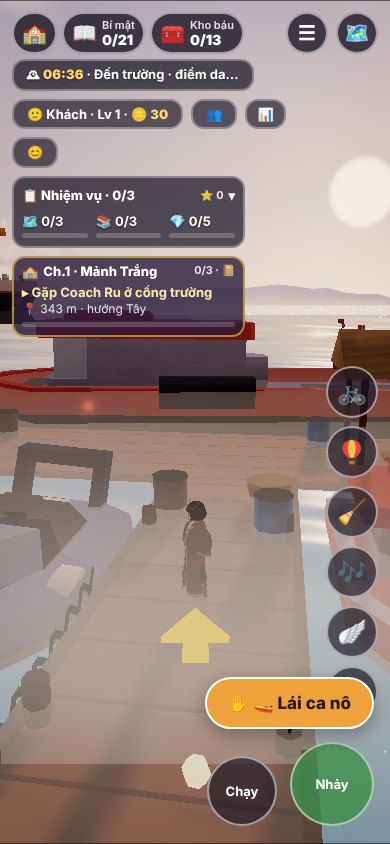 Bí mật
0/21
Kho báu
0/13
06:36 · Đến trường · điểm da...
Khách · Lv 1 · 30
Nhiệm vụ · 0/3
0 ▾
0/3
0/3
0/5
Ch.1 · Mảnh Trắng
0/3 ·
▸ Gặp Coach Ru ở cổng trường
343 m · hướng Tây
Lái ca nô
Chạy
Nhảy